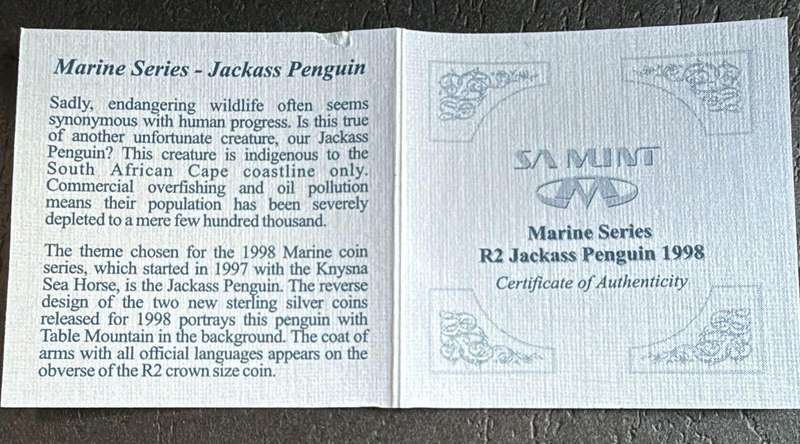 Marine Series - Jackass Penguin
Sadly, endangering wildlife often seems
synonymous with human progress. Is this true
of another unfortunate creature, our Jackass
Penguin? This creature is indigenous to the
South African Cape coastline only.
Commercial overfishing and oil pollution
means their population has been severely
depleted to a mere few hundred thousand.
The theme chosen for the 1998 Marine coin
series, which started in 1997 with the Knysna
Sea Horse, is the Jackass Penguin. The reverse
design of the two new sterling silver coins
released for 1998 portrays this penguin with
Table Mountain in the background. The coat of
arms with all official languages appears on the
obverse of the R2 crown size coin.
SA MINT
Marine Series
R2 Jackass Penguin 1998
Certificate of Authenticity